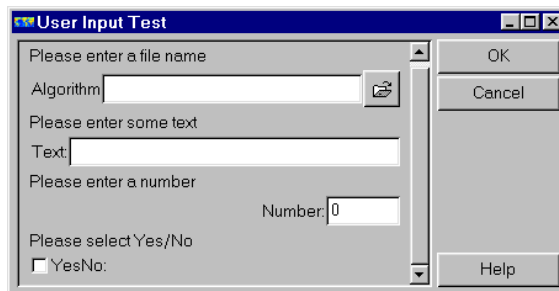 User Input Test
Please enter a file name
OK
Algorithm
Cancel
Please enter some text
Text:
Please enter a number
Number: 0
Please select Yes/No
YesNo:
Help